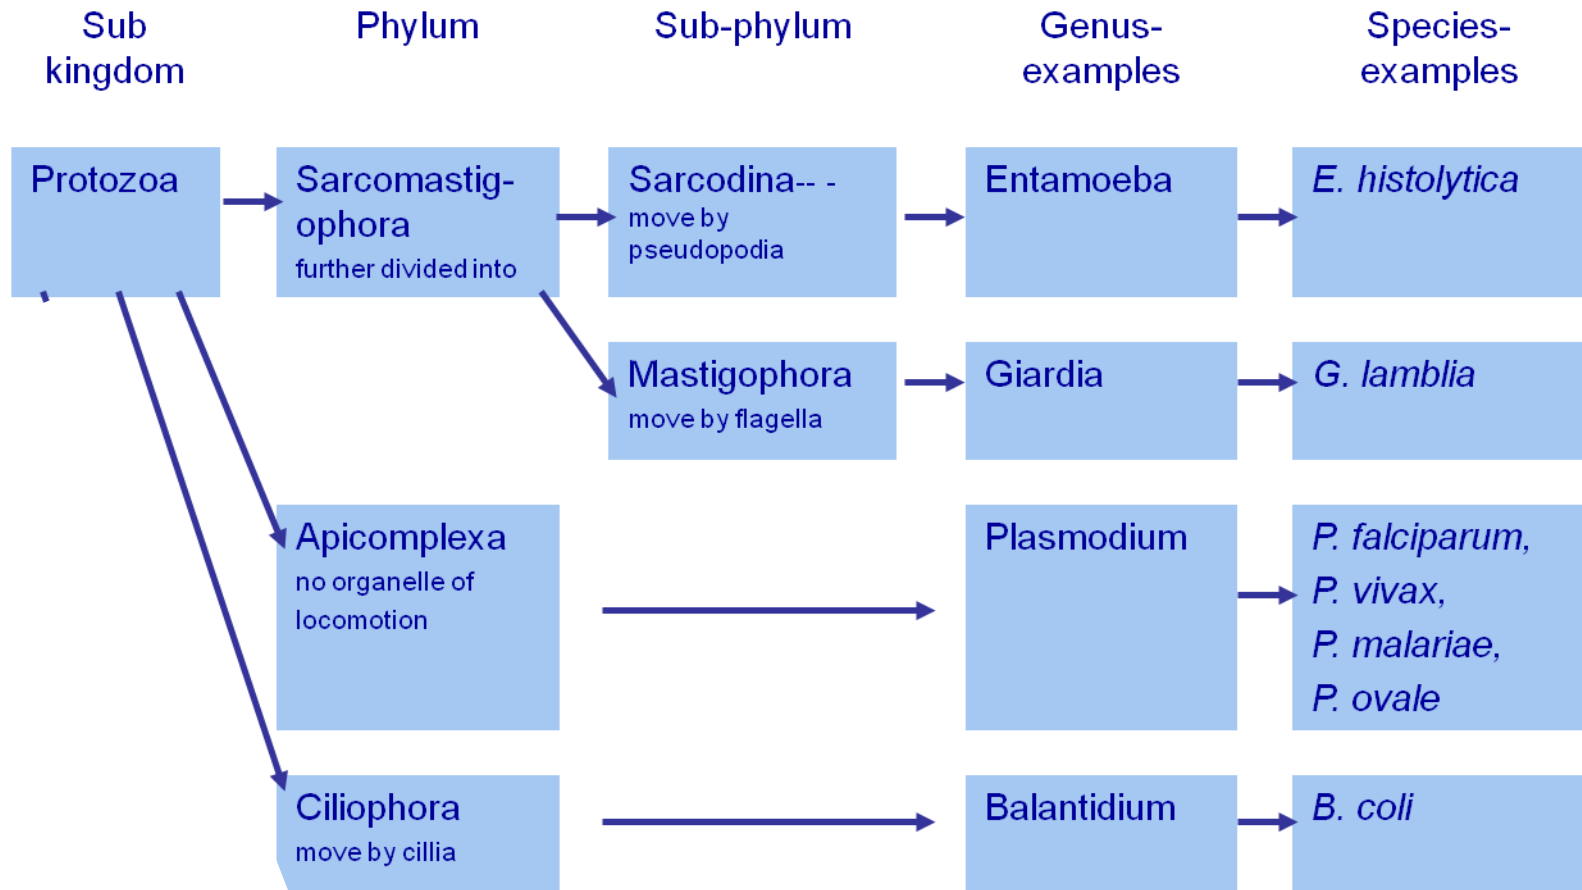 Sub
kingdom
Phylum
Sub-phylum
Genus-
examples
Species-
examples
Protozoa
Sarcomastig-
ophora
further divided into
Sarcodina-- -
move by
pseudopodia
Entamoeba
E. histolytica
Mastigophora
move by flagella
Giardia
G. lamblia
Apicomplexa
no organelle of
locomotion
Plasmodium
P. falciparum,
P. vivax,
P. malariae,
P. ovale
Ciliophora
move by cillia
Balantidium
B. coli